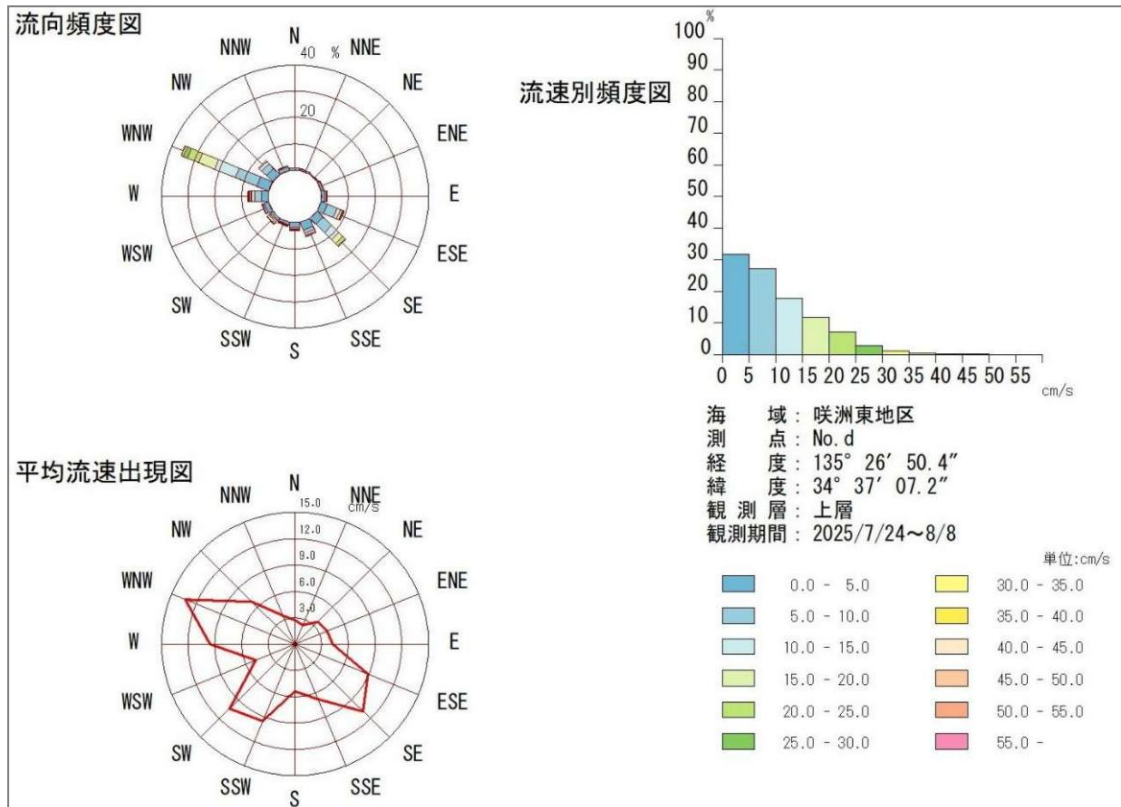 流向頻度図
N
NNE
NE
ENE
E
ESE
SE
SSE
S
SSW
SW
WSW
W
WNW
NW
NNW
40 %
20
流速別頻度図
%
100
90
80
70
60
50
40
30
20
10
0
0 5 10 15 20 25 30 35 40 45 50 55
cm/s
海 域 : 咲洲東地区
測 点 : No.d
経 度 : 135° 26′ 50.4″
緯 度 : 34° 37′ 07.2″
観 測 層 : 上層
観測期間 : 2025/7/24～8/8
単位:cm/s
0.0 - 5.0
5.0 - 10.0
10.0 - 15.0
15.0 - 20.0
20.0 - 25.0
25.0 - 30.0
30.0 - 35.0
35.0 - 40.0
40.0 - 45.0
45.0 - 50.0
50.0 - 55.0
55.0 -
平均流速出現図
N
NNE
ENE
E
ESE
SE
SSE
S
SSW
SW
WSW
W
WNW
NW
NNW
15.0
cm/s
12.0
9.0
6.0
3.0